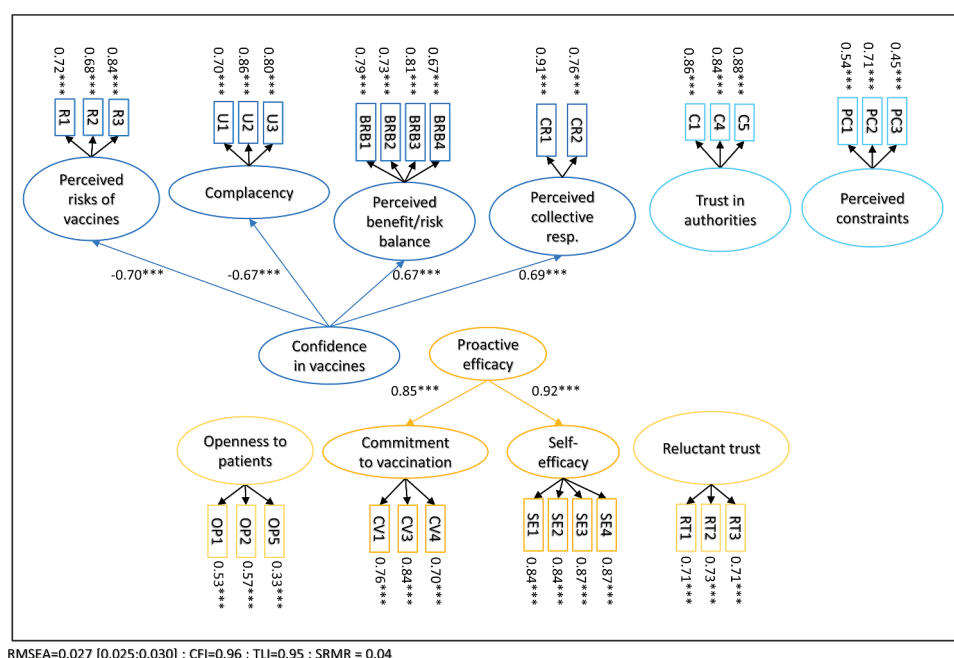 0.72***
0.68***
0.84***
0.70***
0.86***
0.80***
0.79***
0.73***
0.81***
0.67***
0.91***
0.76***
0.86***
0.84***
0.88***
0.54***
0.71***
0.45***
R1
R2
R3
U1
U2
U3
BRB1
BRB2
BRB3
BRB4
CR1
CR2
C1
C4
C5
PC1
PC2
PC3
Perceived
risks of
vaccines
Complacency
Perceived
benefit/risk
balance
Perceived
collective
resp.
Trust in
authorities
Perceived
constraints
-0.70***
-0.67***
0.67***
0.69***
Confidence
in vaccines
Proactive
efficacy
0.85***
0.92***
Openness to
patients
Commitment
to vaccination
Self-
efficacy
Reluctant trust
OP1
OP2
OP5
CV1
CV3
CV4
SE1
SE2
SE3
SE4
RT1
RT2
RT3
0.53***
0.57***
0.33***
0.76***
0.84***
0.70***
0.84***
0.84***
0.87***
0.87***
0.71***
0.73***
0.71***
RMSEA=0.027 [0.025;0.030] ; CFI=0.96 ; TLI=0.95 ; SRMR = 0.04